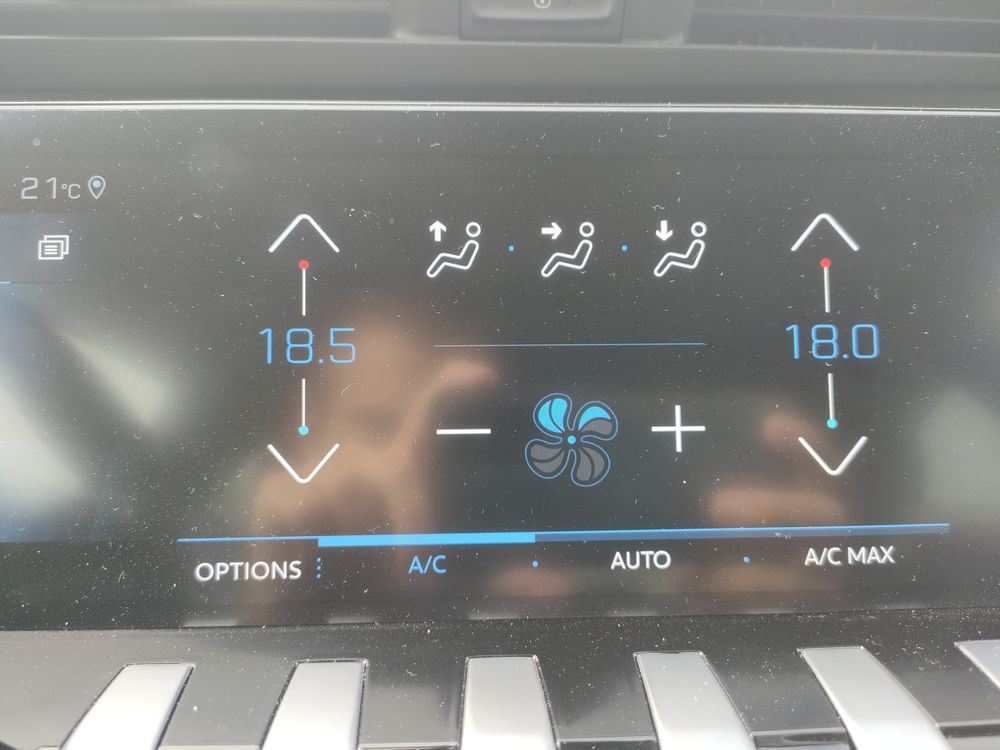 21°C
18.5
18.0
OPTIONS
A/C
AUTO
A/C MAX